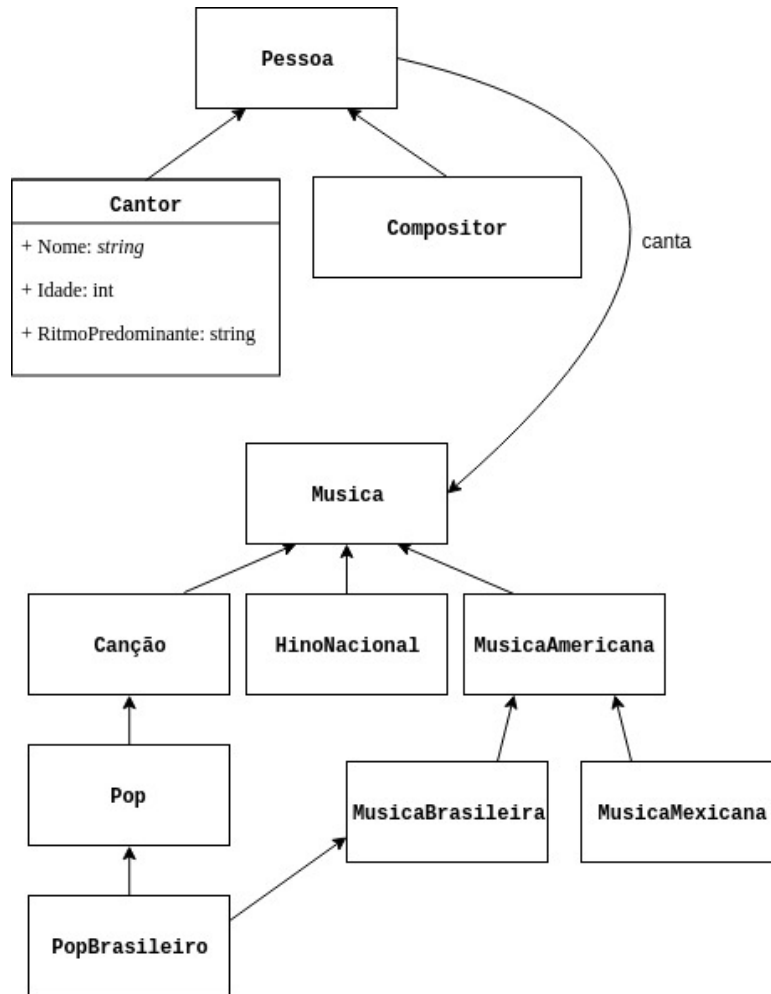 Pessoa
Cantor
+ Nome: string
+ Idade: int
+ RitmoPredominante: string
Compositor
canta
Musica
Canção
HinoNacional
MusicaAmericana
Pop
MusicaBrasileira
MusicaMexicana
PopBrasileiro